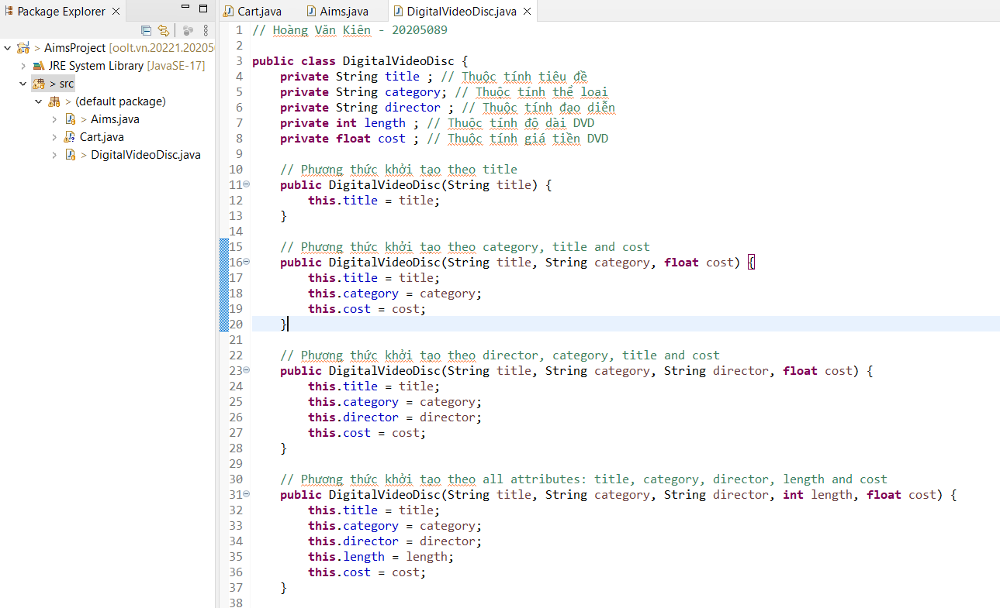 Package Explorer
> AimsProject [oolt.vn.20221.20205
JRE System Library [JavaSE-17]
> src
> (default package)
> Aims.java
Cart.java
> DigitalVideoDisc.java
Cart.java Aims.java DigitalVideoDisc.java
1 // Hoàng Văn Kiên - 20205089
2
3 public class DigitalVideoDisc {
4 private String title ; // Thuộc tính tiêu đề
5 private String category; // Thuộc tính thể loại
6 private String director ; // Thuộc tính đạo diễn
7 private int length ; // Thuộc tính độ dài DVD
8 private float cost ; // Thuộc tính giá tiền DVD
9
10 // Phương thức khởi tạo theo title
11 public DigitalVideoDisc(String title) {
12 this.title = title;
13 }
14
15 // Phương thức khởi tạo theo category, title and cost
16 public DigitalVideoDisc(String title, String category, float cost) {
17 this.title = title;
18 this.category = category;
19 this.cost = cost;
20 }
21
22 // Phương thức khởi tạo theo director, category, title and cost
23 public DigitalVideoDisc(String title, String category, String director, float cost) {
24 this.title = title;
25 this.category = category;
26 this.director = director;
27 this.cost = cost;
28 }
29
30 // Phương thức khởi tạo theo all attributes: title, category, director, length and cost
31 public DigitalVideoDisc(String title, String category, String director, int length, float cost) {
32 this.title = title;
33 this.category = category;
34 this.director = director;
35 this.length = length;
36 this.cost = cost;
37 }
38